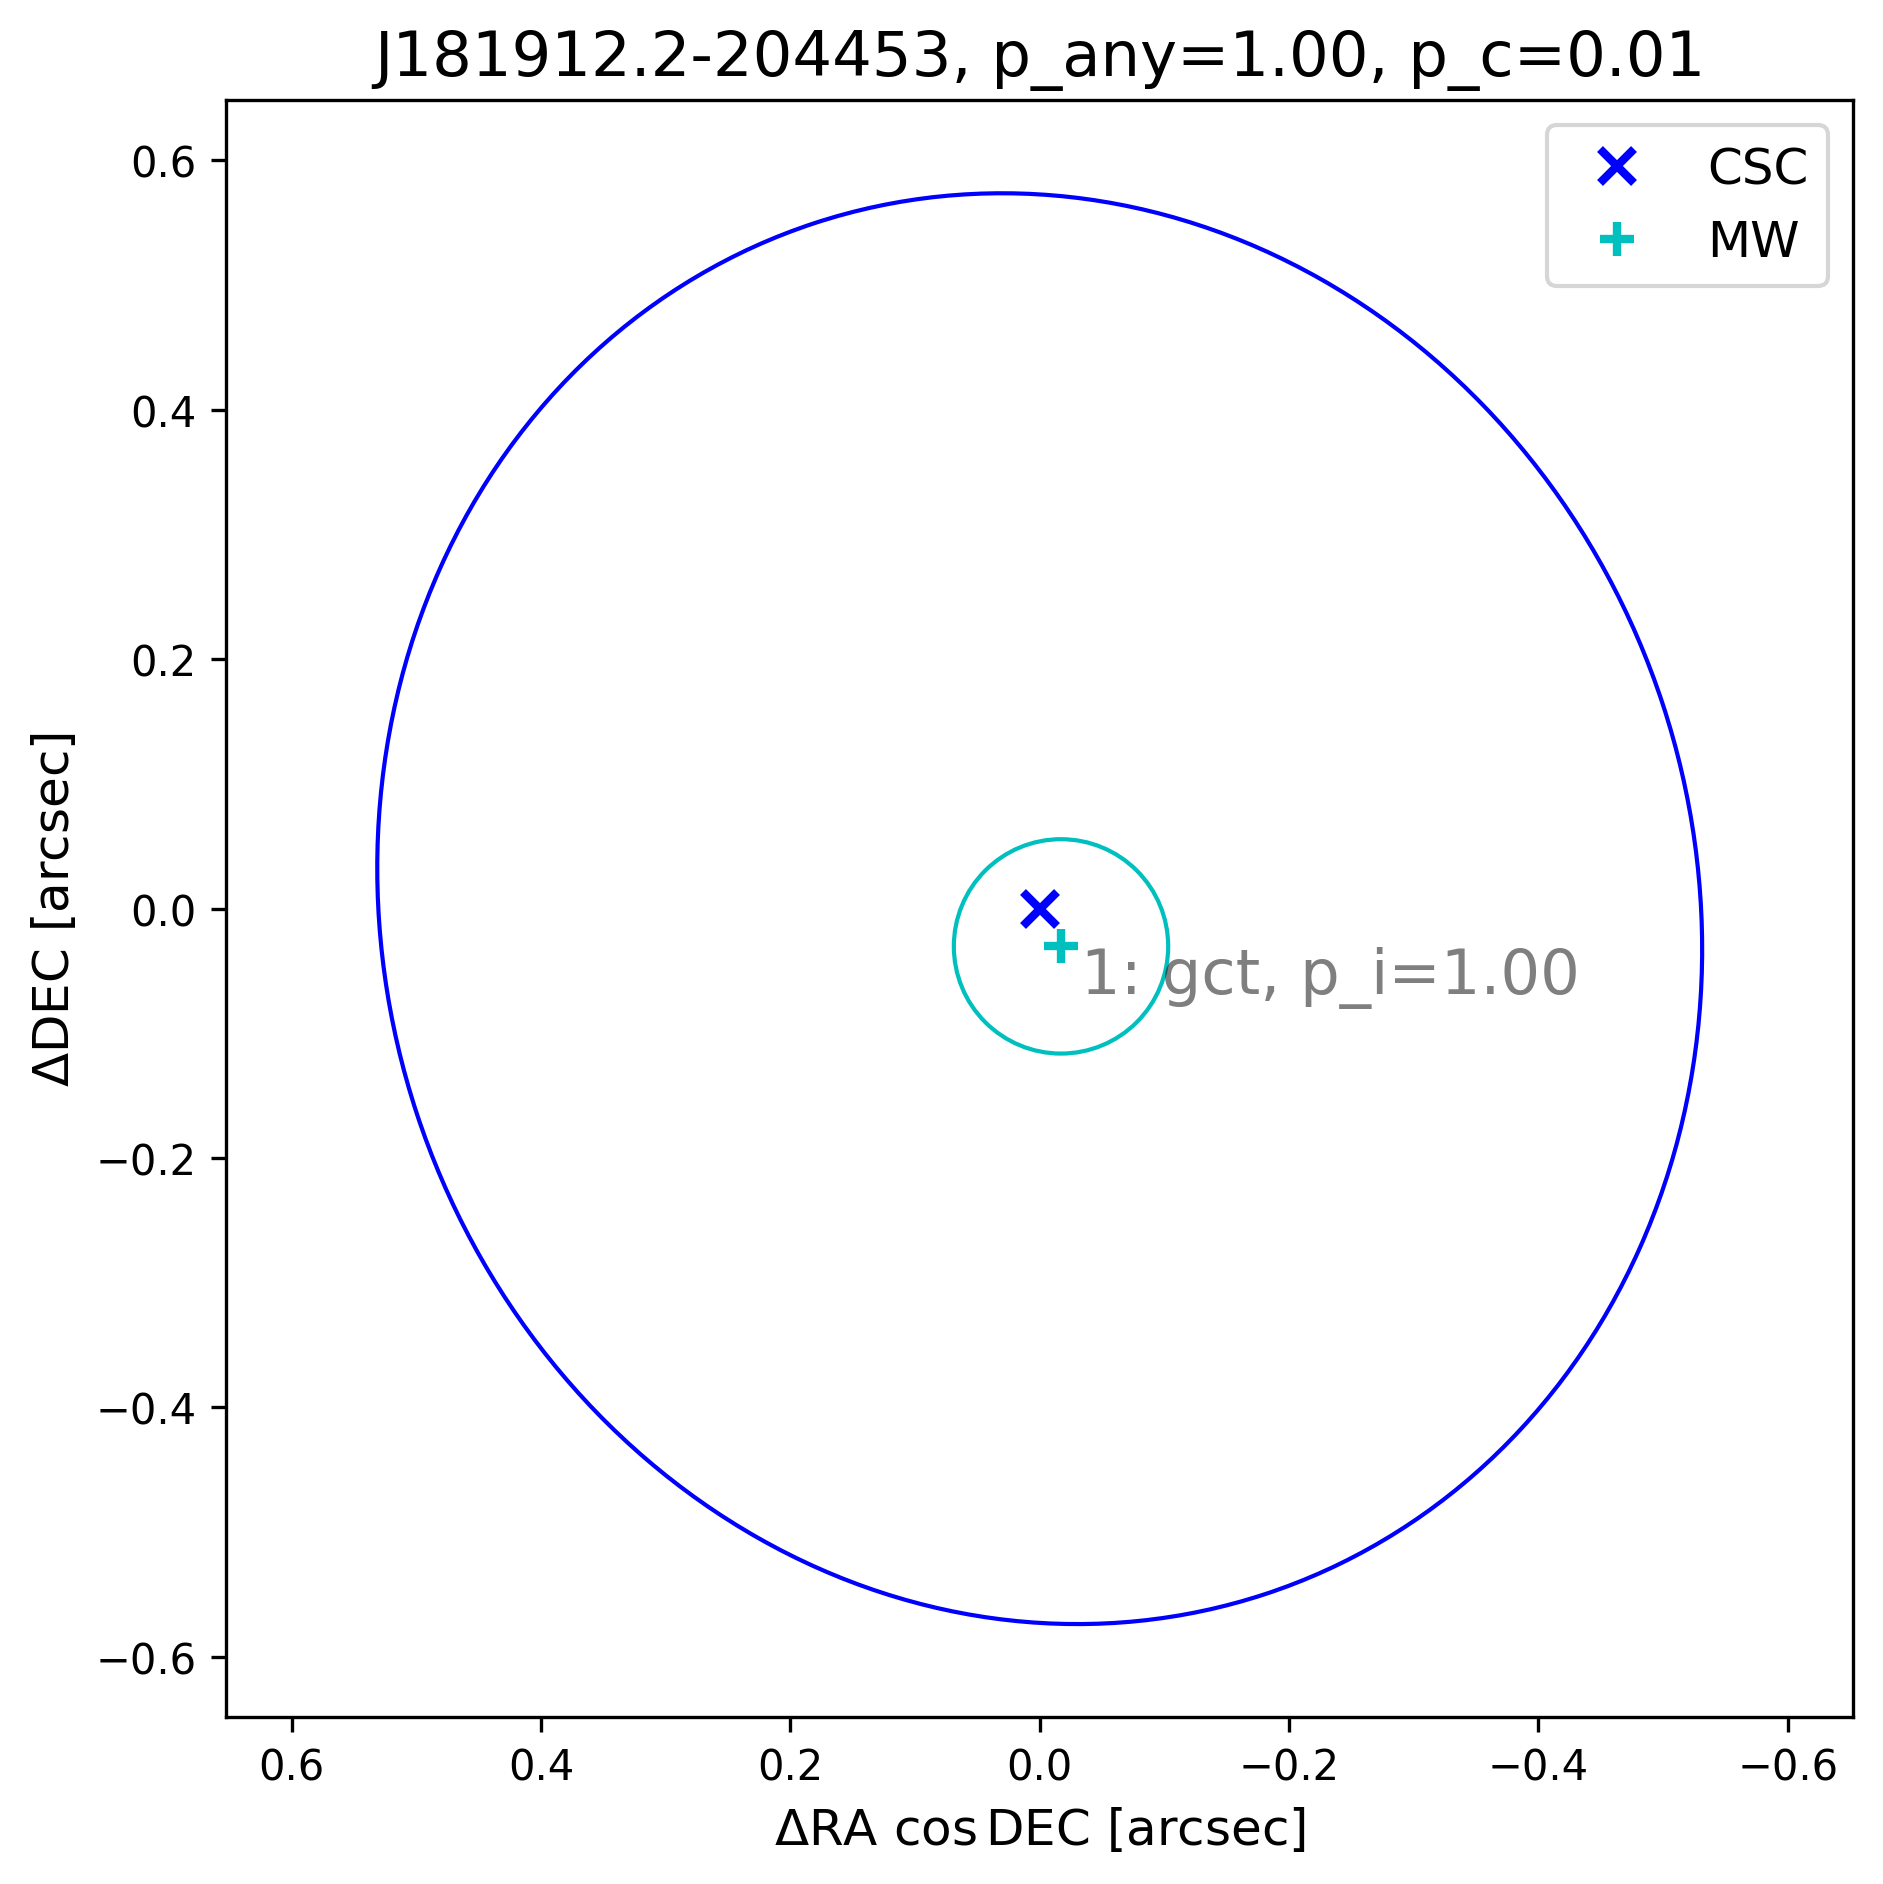 J181912.2-204453, p_any=1.00, p_c=0.01
CSC
MW
0.6
0.4
0.2
0.0
−0.2
−0.4
−0.6
ΔDEC [arcsec]
1: gct, p_i=1.00
0.6 0.4 0.2 0.0 −0.2 −0.4 −0.6
ΔRA cos DEC [arcsec]